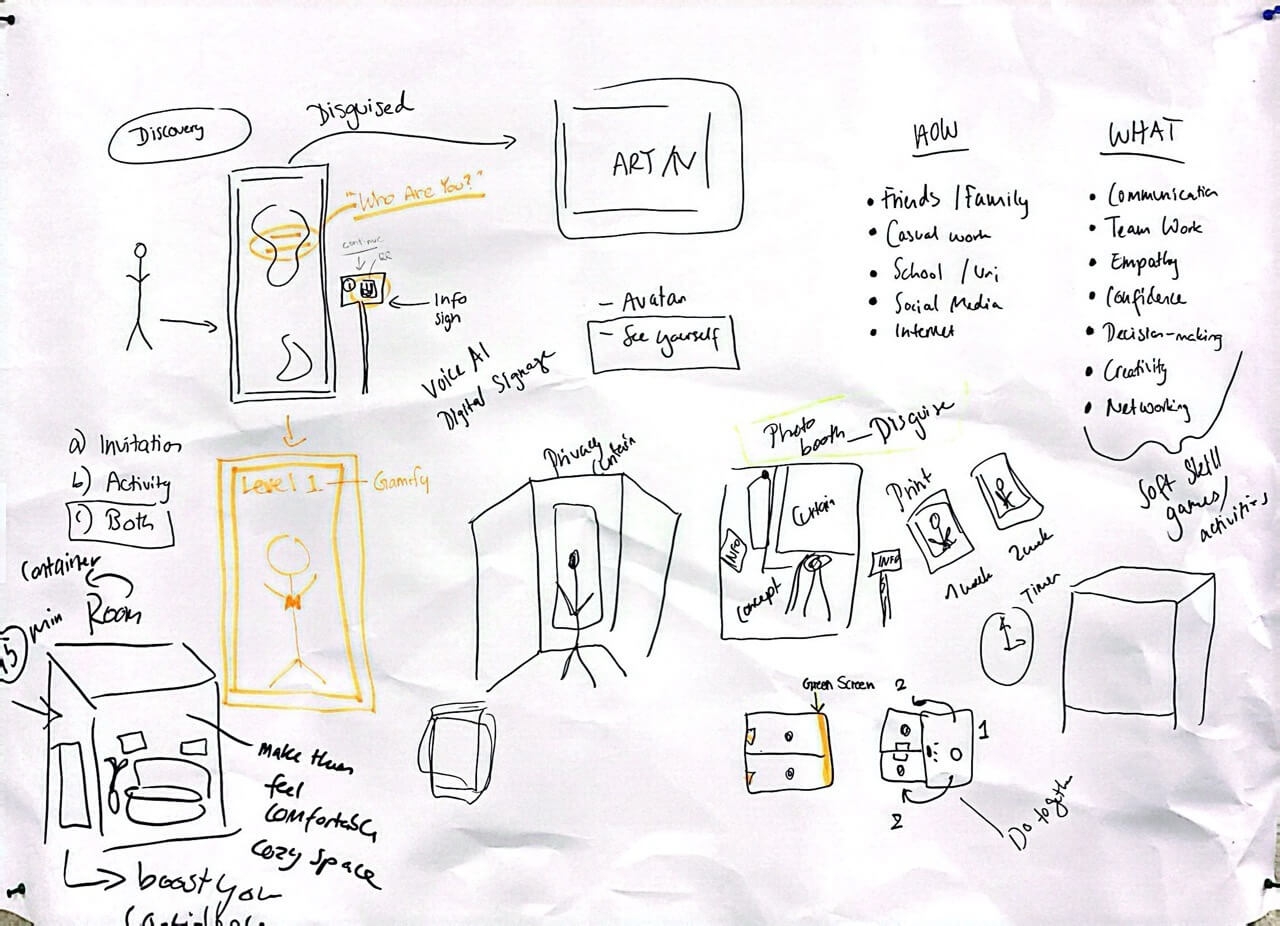 Discovery
Disguised
"Who Are You?"
continue
QR
Info
sign
ART /N
- Avatar
- See yourself
Voice AI
Digital Signage
HOW
• Friends / Family
• Casual work
• School / Uni
• Social Media
• Internet
WHAT
• Communication
• Team Work
• Empathy
• Confidence
• Decision-making
• Creativity
• Networking
Soft Skill
games/
activities
a) Invitation
b) Activity
c) Both
Level 1
Gamify
Privacy
Curtain
Photo
booth
Disguise
Curtain
INFO
Concept
INFO
Print
1 week
2 week
Timer
Container
Room
min
make them
feel
comfortable,
cozy space
boost your
Green Screen
2
1
2
Do together